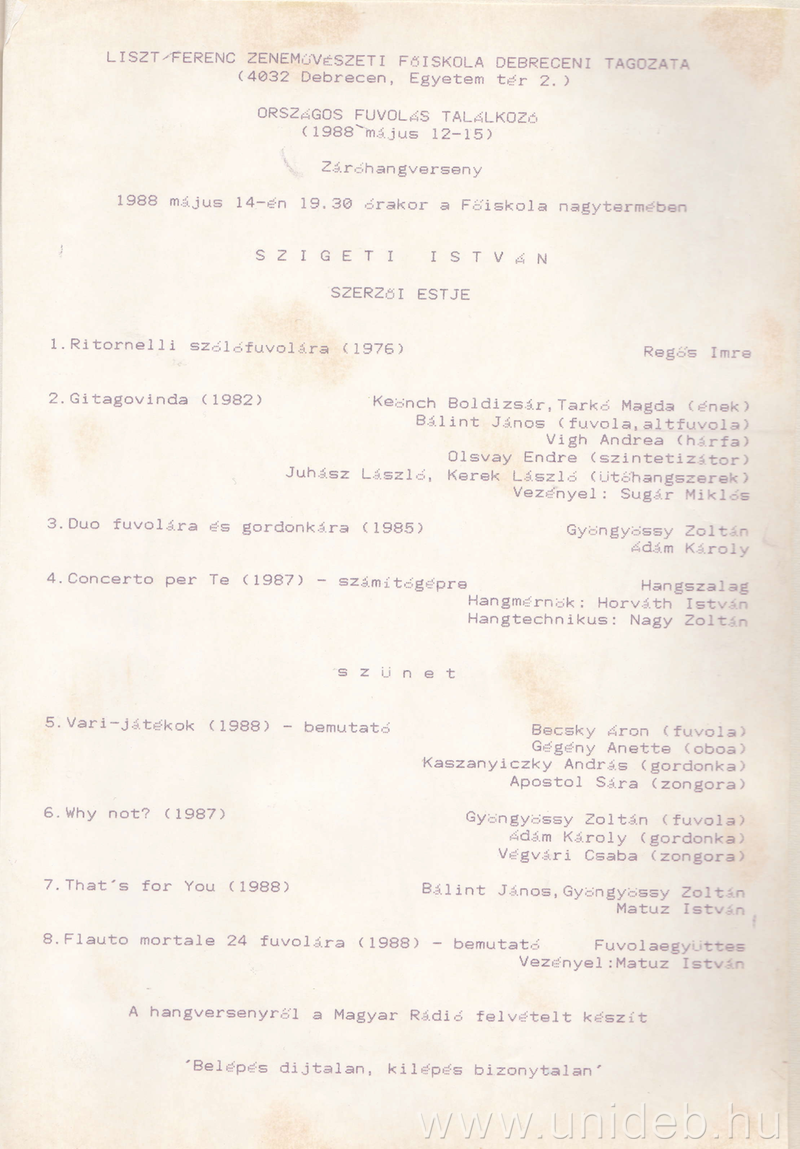 LISZT/FERENC ZENEMŰVÉSZETI FŐISKOLA DEBRECENI TAGOZATA
(4032 Debrecen, Egyetem tér 2.)
ORSZÁGOS FUVOLÁS TALÁLKOZÓ
(1988 május 12-15)
Záróhangverseny
1988 május 14-én 19.30 órakor a Főiskola nagytermében
S Z I G E T I   I S T V Á N
SZERZŐI ESTJE
1.Ritornelli szólófuvolára (1976) Regős Imre
2.Gitagovinda (1982) Keönch Boldizsár,Tarkó Magda (ének)
Bálint János (fuvola,altfuvola)
Vigh Andrea (hárfa)
Olsvay Endre (szintetizátor)
Juhász László, Kerek László (ütőhangszerek)
Vezényel: Sugár Miklós
3.Duo fuvolára és gordonkára (1985) Gyöngyössy Zoltán
Ádám Károly
4.Concerto per Te (1987) - számítógépre Hangszalag
Hangmérnök: Horváth István
Hangtechnikus: Nagy Zoltán
s z ü n e t
5.Vari-játékok (1988) - bemutató Becsky Áron (fuvola)
Gégény Anette (oboa)
Kaszanyiczky András (gordonka)
Apostol Sára (zongora)
6.Why not? (1987) Gyöngyössy Zoltán (fuvola)
Ádám Károly (gordonka)
Végvári Csaba (zongora)
7.That's for You (1988) Bálint János,Gyöngyössy Zoltán
Matuz István
8.Flauto mortale 24 fuvolára (1988) - bemutató Fuvolaegyüttes
Vezényel:Matuz István
A hangversenyről a Magyar Rádió felvételt készít
'Belépés dijtalan, kilépés bizonytalan'
www.unideb.hu